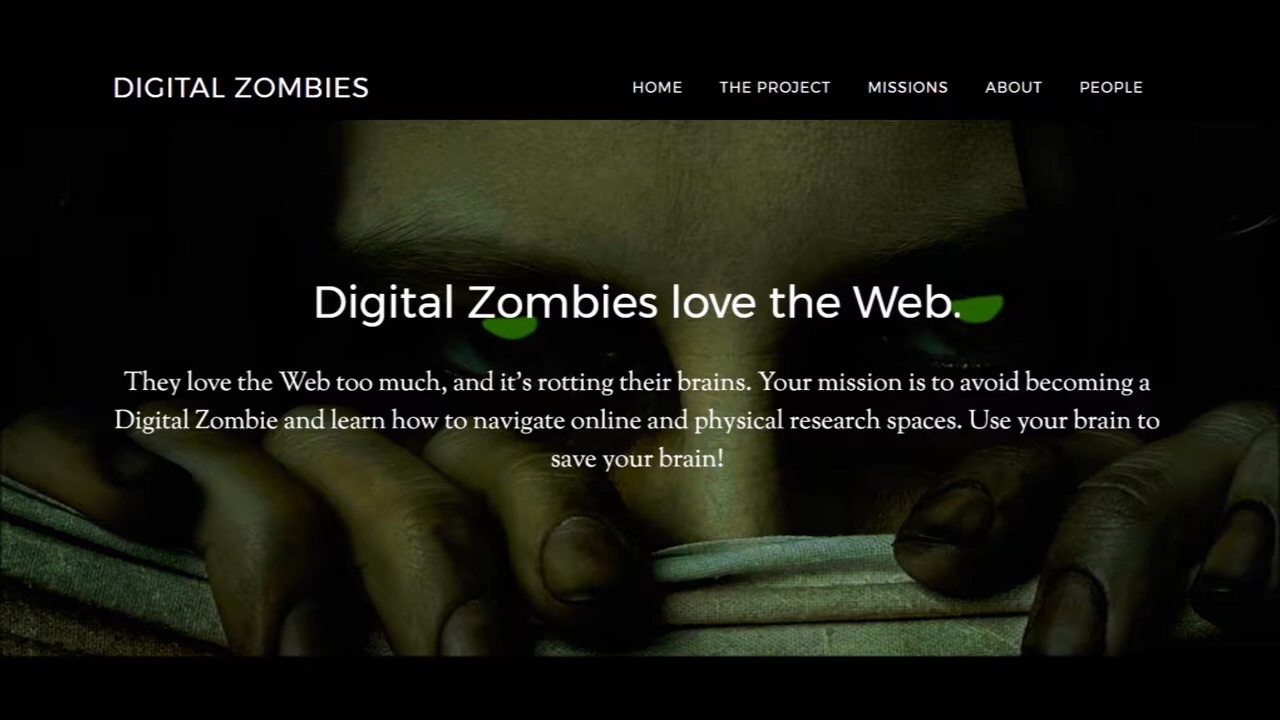 DIGITAL ZOMBIES
HOME THE PROJECT MISSIONS ABOUT PEOPLE
Digital Zombies love the Web.
They love the Web too much, and it’s rotting their brains. Your mission is to avoid becoming a
Digital Zombie and learn how to navigate online and physical research spaces. Use your brain to
save your brain!